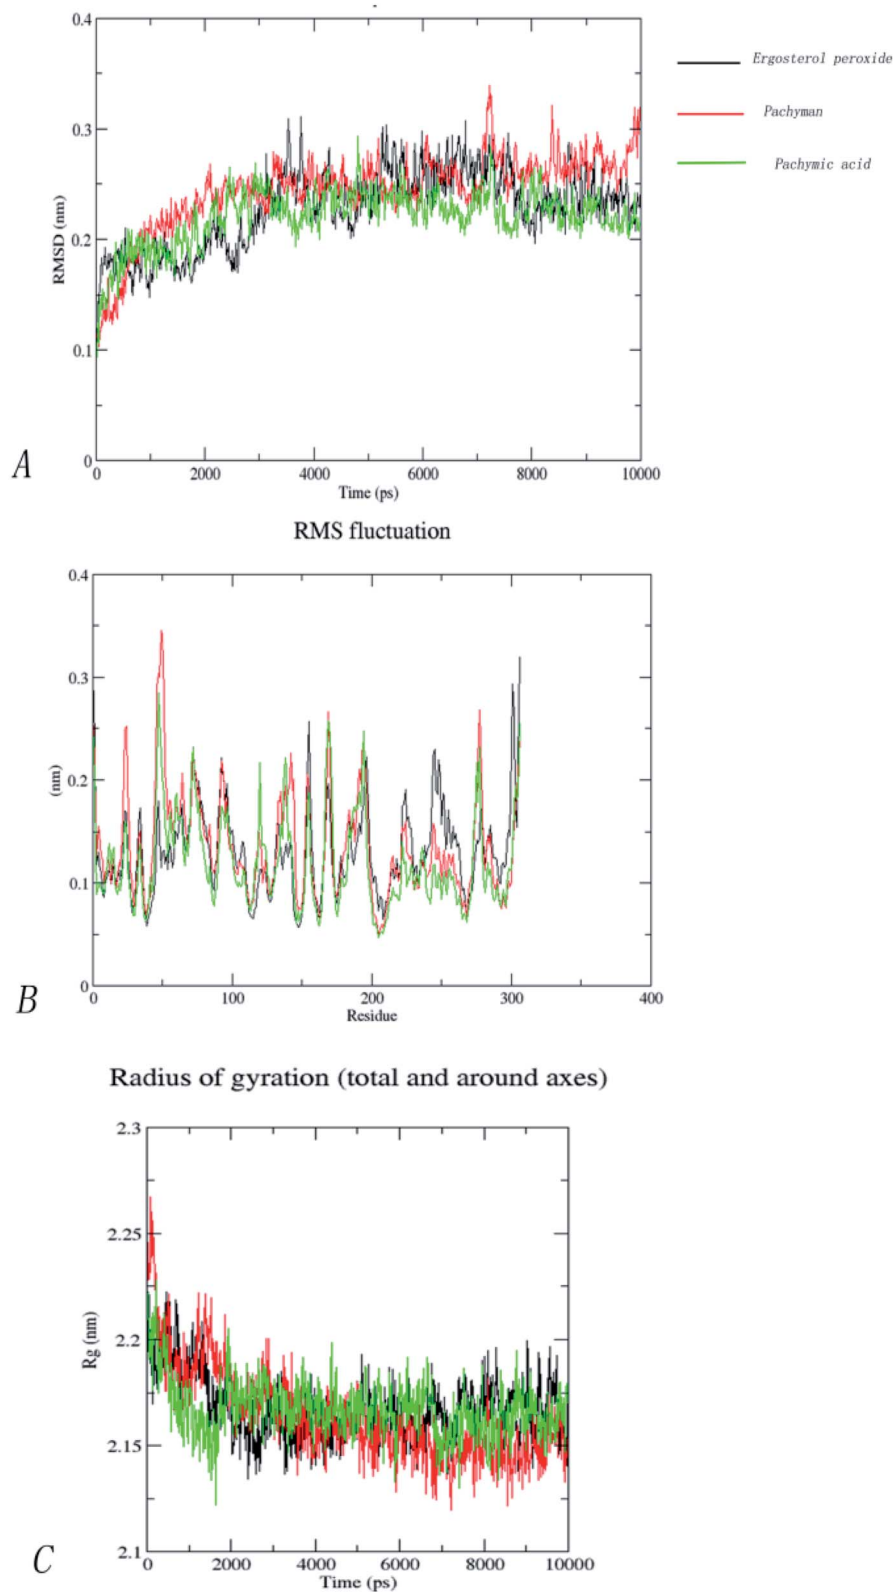 0.4
0.3
0.2
0.1
0
RMSD (nm)
0 2000 4000 6000 8000 10000
Time (ps)
Ergosterol peroxide
Pachyman
Pachymic acid
A
RMS fluctuation
0.4
0.3
0.2
0.1
0
(nm)
0 100 200 300 400
Residue
B
Radius of gyration (total and around axes)
2.3
2.25
2.2
2.15
2.1
Rg (nm)
0 2000 4000 6000 8000 10000
Time (ps)
C